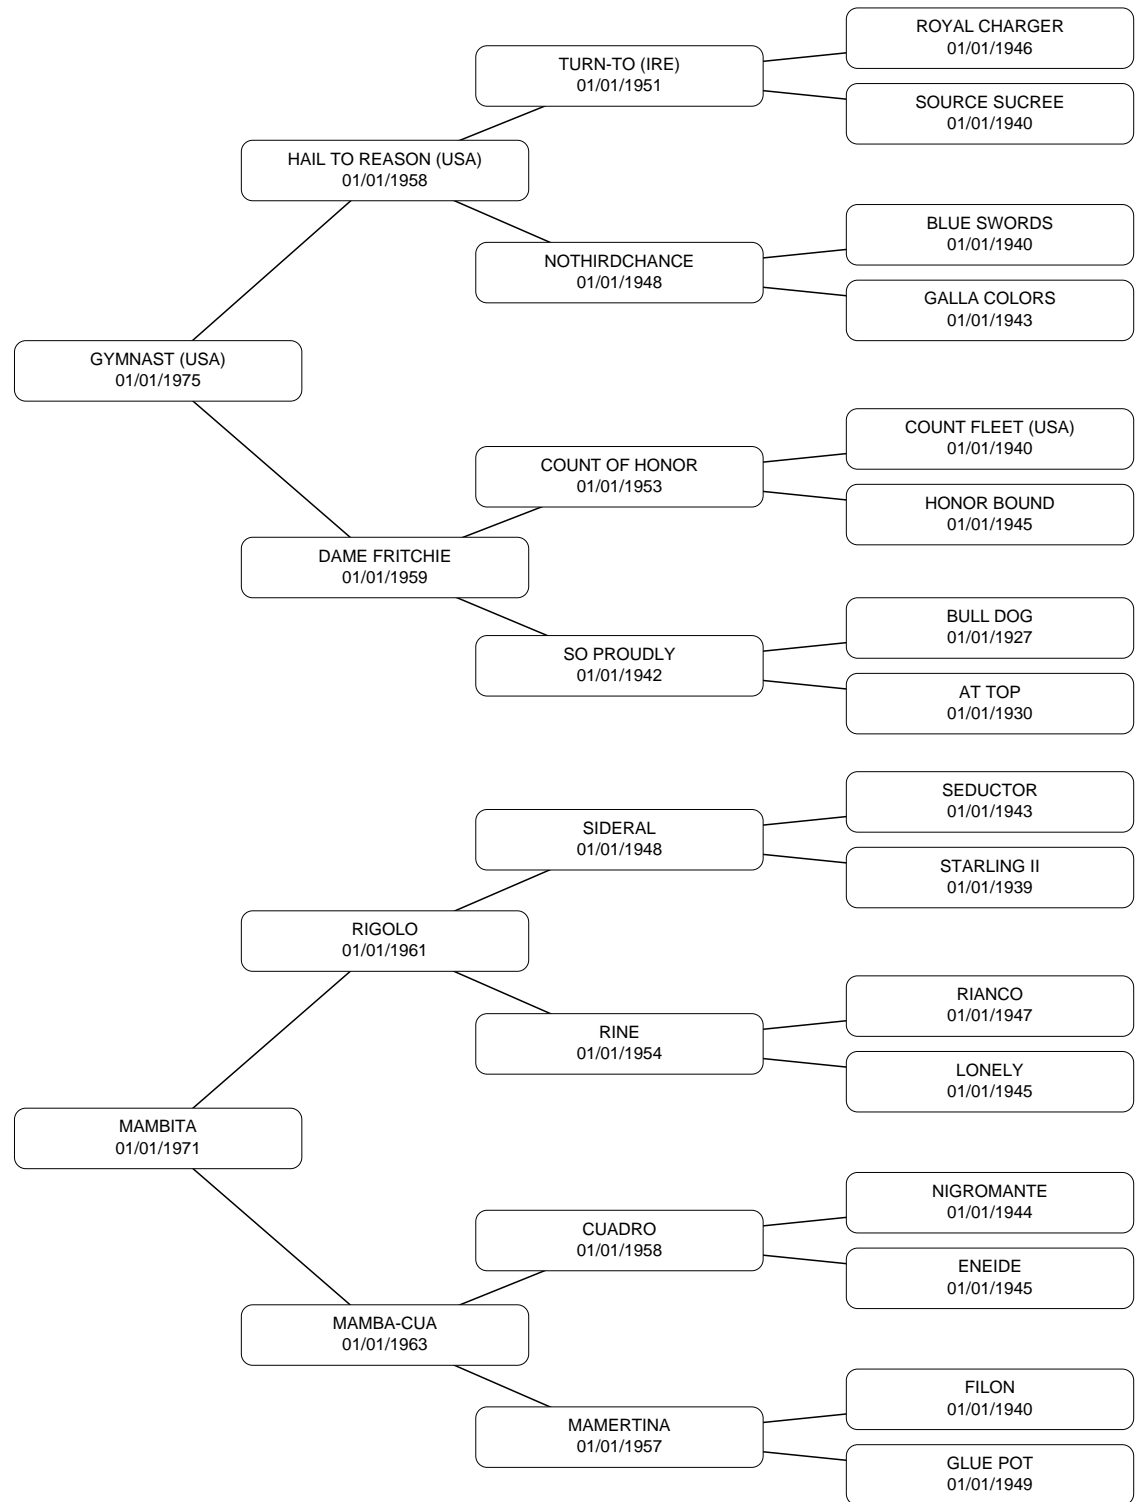 ROYAL CHARGER
01/01/1946
TURN-TO (IRE)
01/01/1951
SOURCE SUCREE
01/01/1940
HAIL TO REASON (USA)
01/01/1958
BLUE SWORDS
01/01/1940
NOTHIRDCHANCE
01/01/1948
GALLA COLORS
01/01/1943
GYMNAST (USA)
01/01/1975
COUNT FLEET (USA)
01/01/1940
COUNT OF HONOR
01/01/1953
HONOR BOUND
01/01/1945
DAME FRITCHIE
01/01/1959
BULL DOG
01/01/1927
SO PROUDLY
01/01/1942
AT TOP
01/01/1930
SEDUCTOR
01/01/1943
SIDERAL
01/01/1948
STARLING II
01/01/1939
RIGOLO
01/01/1961
RIANCO
01/01/1947
RINE
01/01/1954
LONELY
01/01/1945
MAMBITA
01/01/1971
NIGROMANTE
01/01/1944
CUADRO
01/01/1958
ENEIDE
01/01/1945
MAMBA-CUA
01/01/1963
FILON
01/01/1940
MAMERTINA
01/01/1957
GLUE POT
01/01/1949